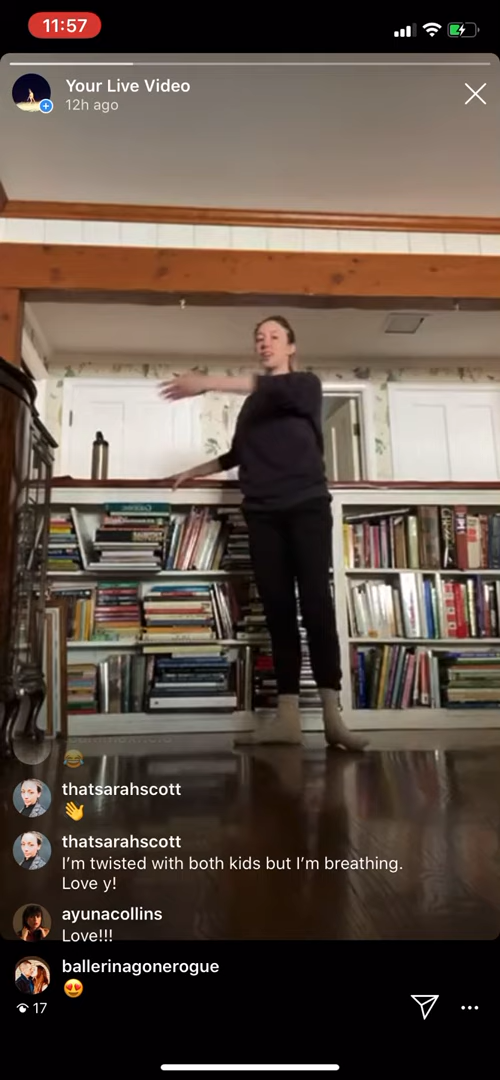 11:57
Your Live Video
12h ago
thatsarahscott
thatsarahscott
I'm twisted with both kids but I'm breathing.
Love y!
ayunacollins
Love!!!
ballerinagonerogue
17